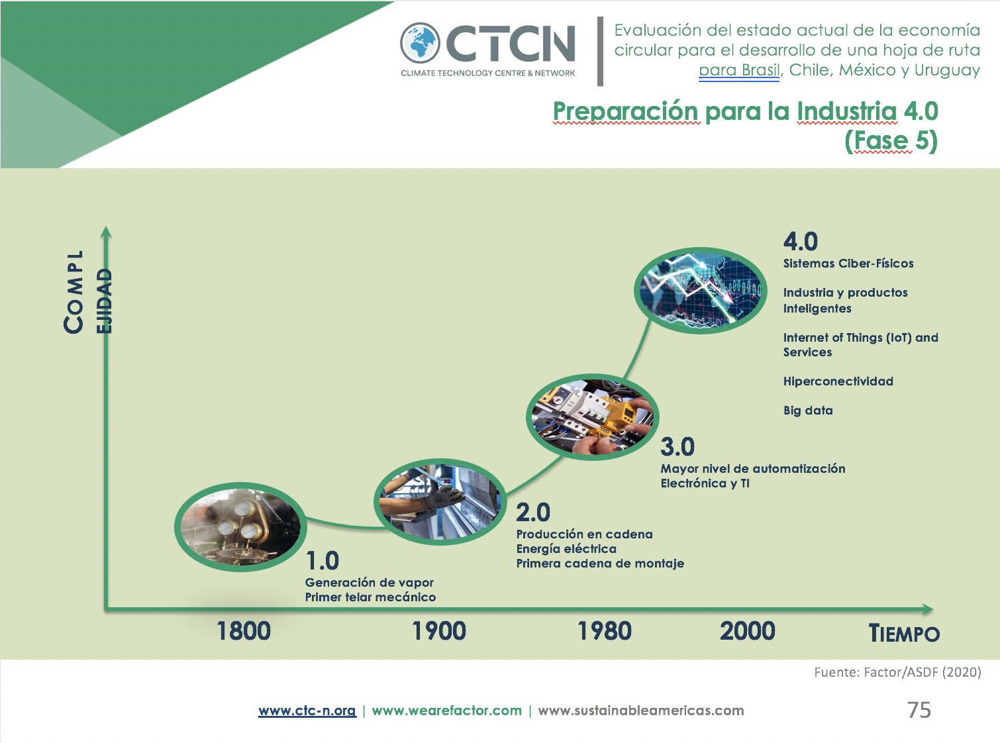 CTCN
CLIMATE TECHNOLOGY CENTRE & NETWORK
Evaluación del estado actual de la economía
circular para el desarrollo de una hoja de ruta
para Brasil, Chile, México y Uruguay
Preparación para la Industria 4.0
(Fase 5)
COMPL
EJIDAD
4.0
Sistemas Ciber-Físicos
Industria y productos
Inteligentes
Internet of Things (IoT) and
Services
Hiperconectividad
Big data
3.0
Mayor nivel de automatización
Electrónica y TI
2.0
Producción en cadena
Energía eléctrica
Primera cadena de montaje
1.0
Generación de vapor
Primer telar mecánico
1800 1900 1980 2000 TIEMPO
Fuente: Factor/ASDF (2020)
www.ctc-n.org | www.wearefactor.com | www.sustainableamericas.com
75